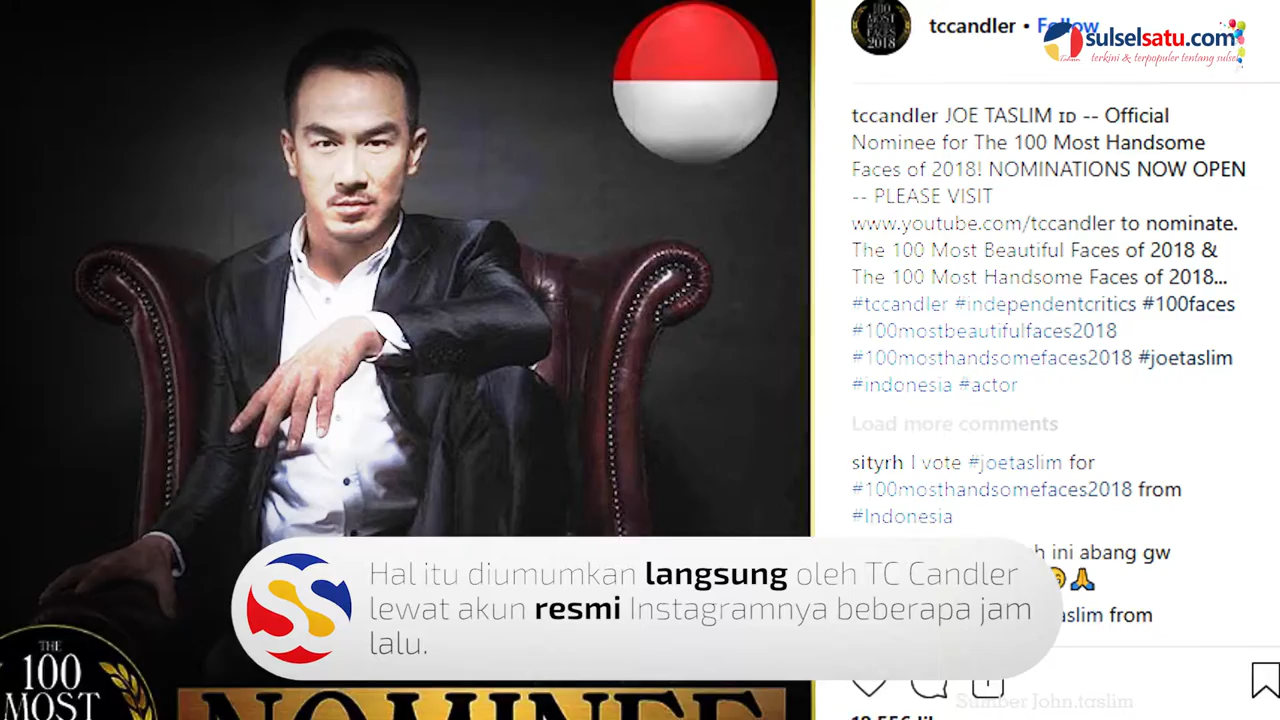 100
MOST
2018
tccandler • Follow
sulselsatu.com
terkini & terpopuler tentang sulsel
tccandler JOE TASLIM ID -- Official
Nominee for The 100 Most Handsome
Faces of 2018! NOMINATIONS NOW OPEN
-- PLEASE VISIT
www.youtube.com/tccandler to nominate.
The 100 Most Beautiful Faces of 2018 &
The 100 Most Handsome Faces of 2018...
#tccandler #independentcritics #100faces
#100mostbeautifulfaces2018
#100mosthandsomefaces2018 #joetaslim
#indonesia #actor
Load more comments
sityrh I vote #joetaslim for
#100mosthandsomefaces2018 from
#Indonesia
ini abang gw
from
Hal itu diumumkan langsung oleh TC Candler
lewat akun resmi Instagramnya beberapa jam
lalu.
THE
100
MOST
NOMINEE
Sumber John.taslim